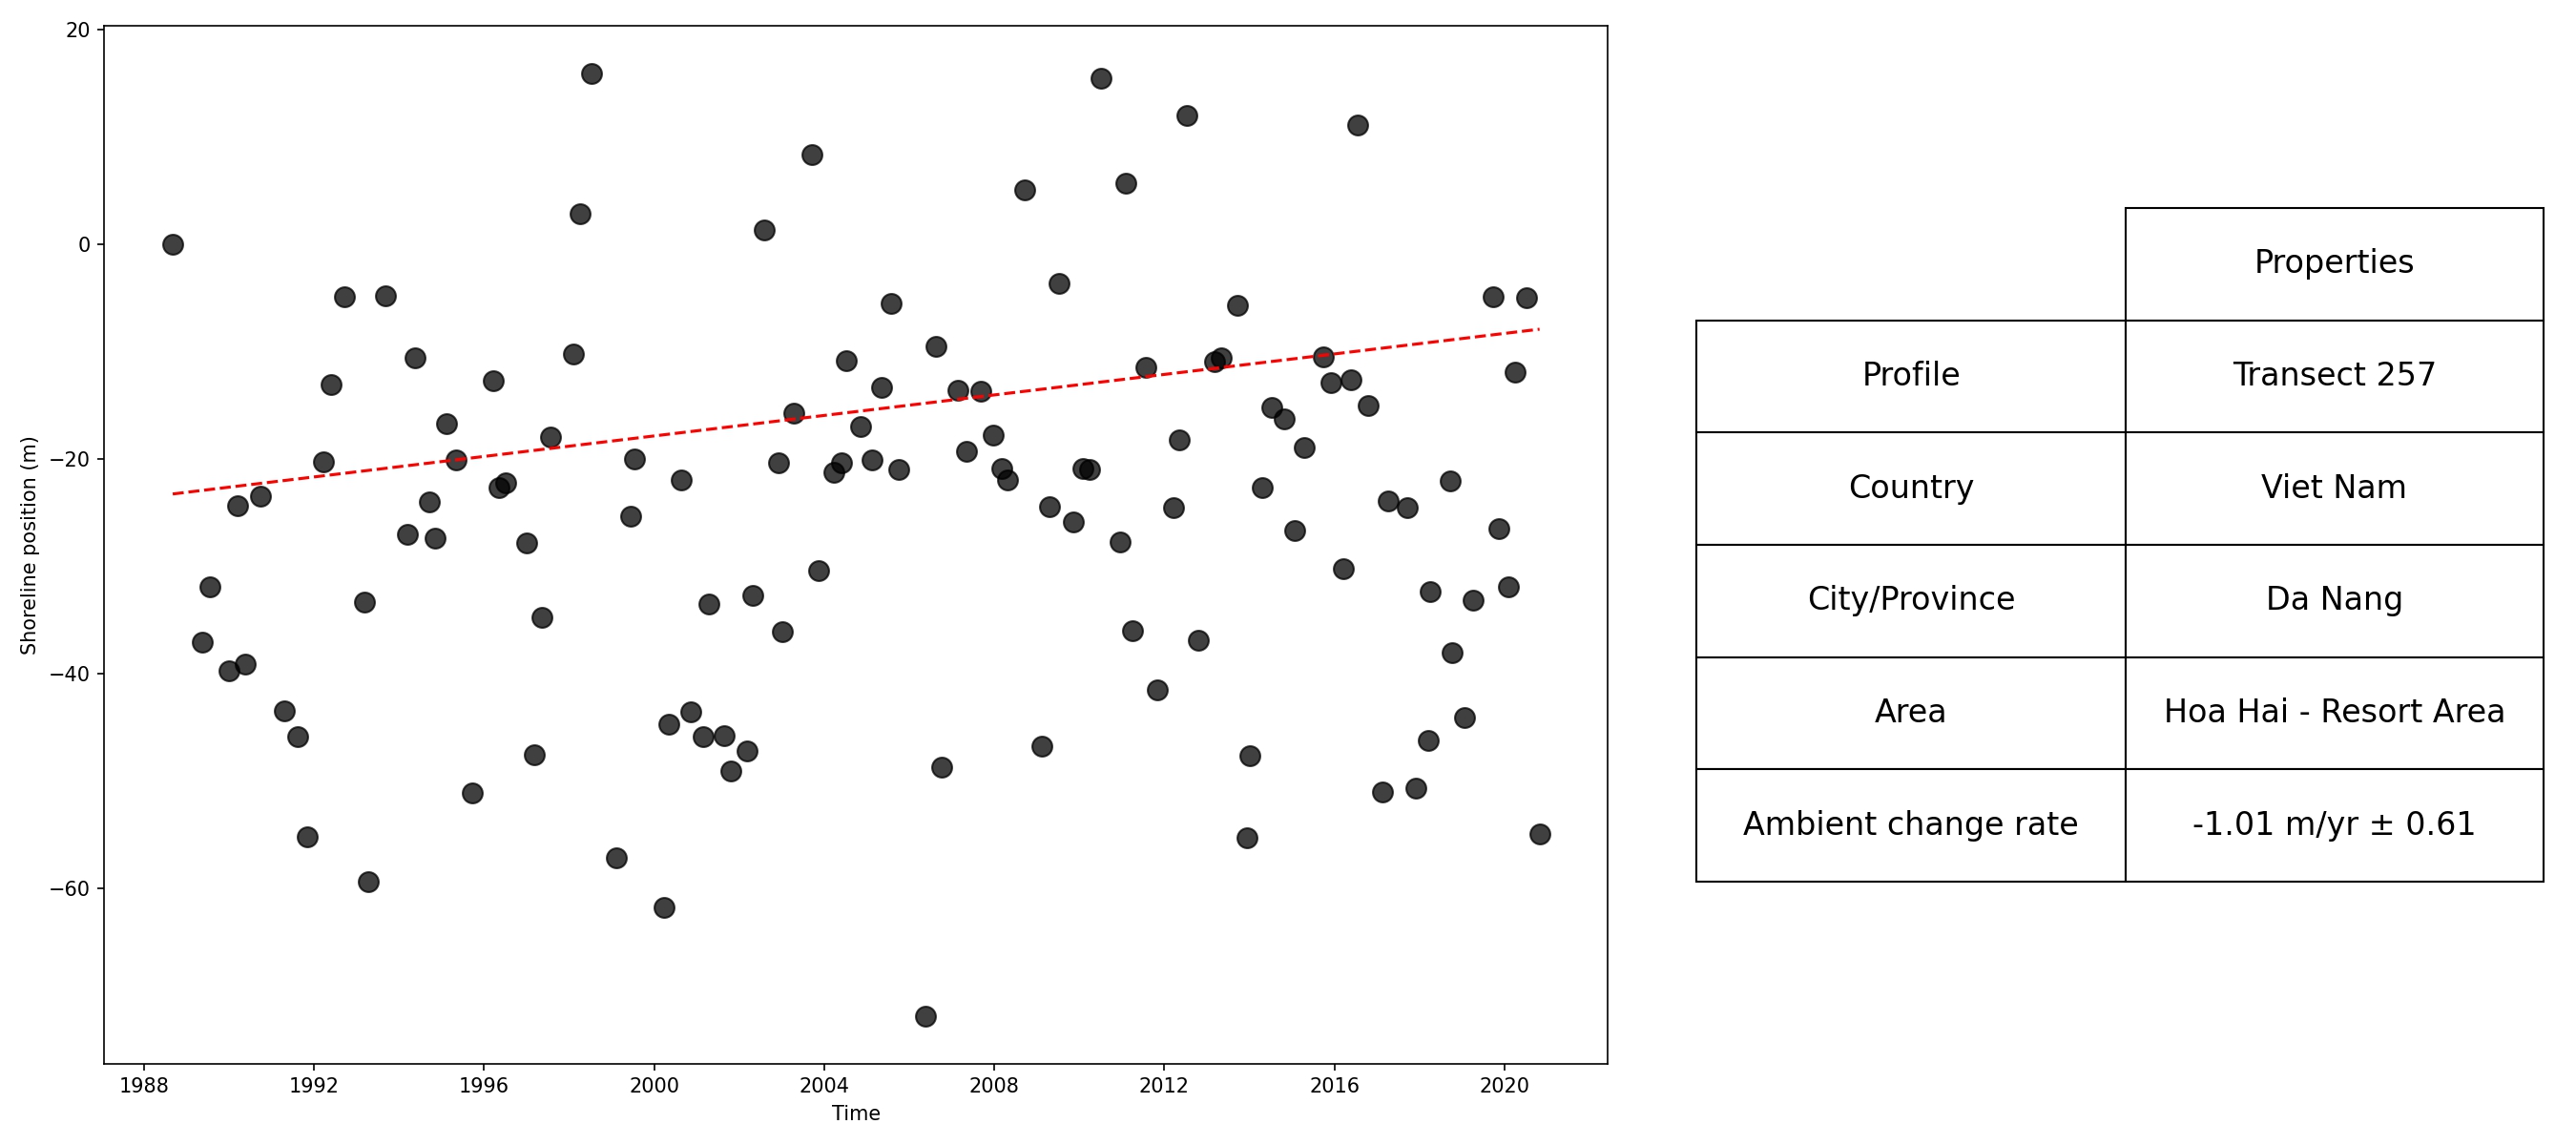 20
0
−20
−40
−60
Shoreline position (m)
1988 1992 1996 2000 2004 2008 2012 2016 2020
Time
Properties
Profile Transect 257
Country Viet Nam
City/Province Da Nang
Area Hoa Hai - Resort Area
Ambient change rate -1.01 m/yr ± 0.61